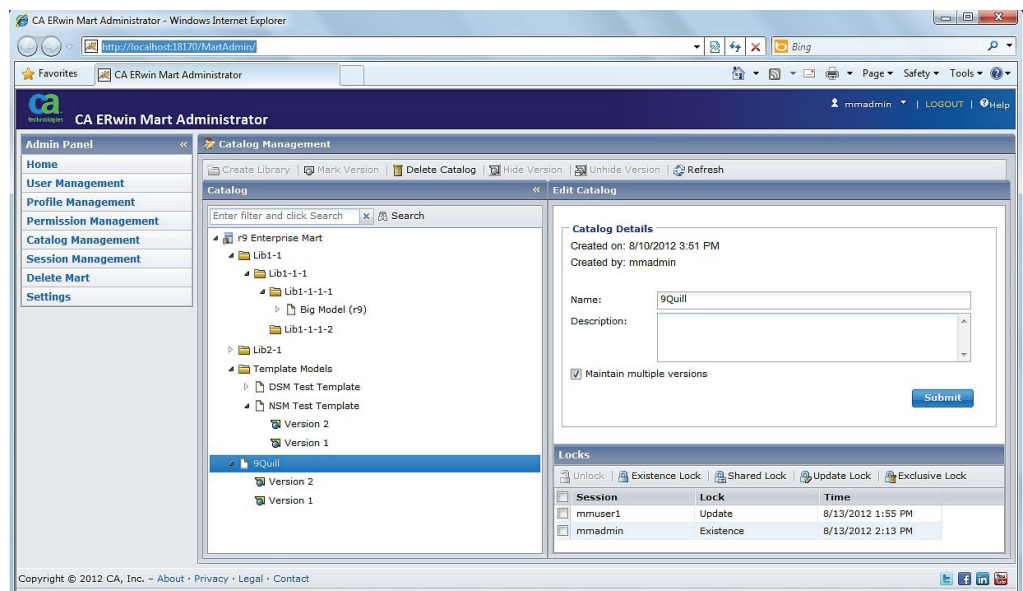 CA ERwin Mart Administrator - Windows Internet Explorer
http://localhost:18170/MartAdmin/
Bing
Favorites CA ERwin Mart Administrator Page Safety Tools
ca technologies CA ERwin Mart Administrator mmadmin | LOGOUT | Help
Admin Panel «
Home
User Management
Profile Management
Permission Management
Catalog Management
Session Management
Delete Mart
Settings
Catalog Management
Create Library | Mark Version | Delete Catalog | Hide Version | Unhide Version | Refresh
Catalog «
Enter filter and click Search x Search
r9 Enterprise Mart
Lib1-1
Lib1-1-1
Lib1-1-1-1
Big Model (r9)
Lib1-1-1-2
Lib2-1
Template Models
DSM Test Template
NSM Test Template
Version 2
Version 1
9Quill
Version 2
Version 1
Edit Catalog
Catalog Details
Created on: 8/10/2012 3:51 PM
Created by: mmadmin
Name: 9Quill
Description:
Maintain multiple versions
Submit
Locks
Unlock | Existence Lock | Shared Lock | Update Lock | Exclusive Lock
Session Lock Time
mmuser1 Update 8/13/2012 1:55 PM
mmadmin Existence 8/13/2012 2:13 PM
Copyright © 2012 CA, Inc. - About · Privacy · Legal · Contact